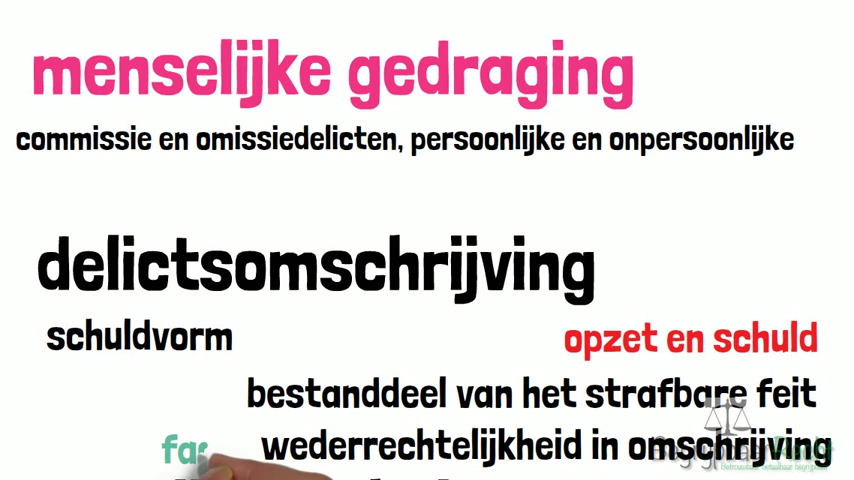 menselijke gedraging
commissie en omissiedelicten, persoonlijke en onpersoonlijke
delictsomschrijving
schuldvorm
opzet en schuld
bestanddeel van het strafbare feit
wederrechtelijkheid in omschrijving